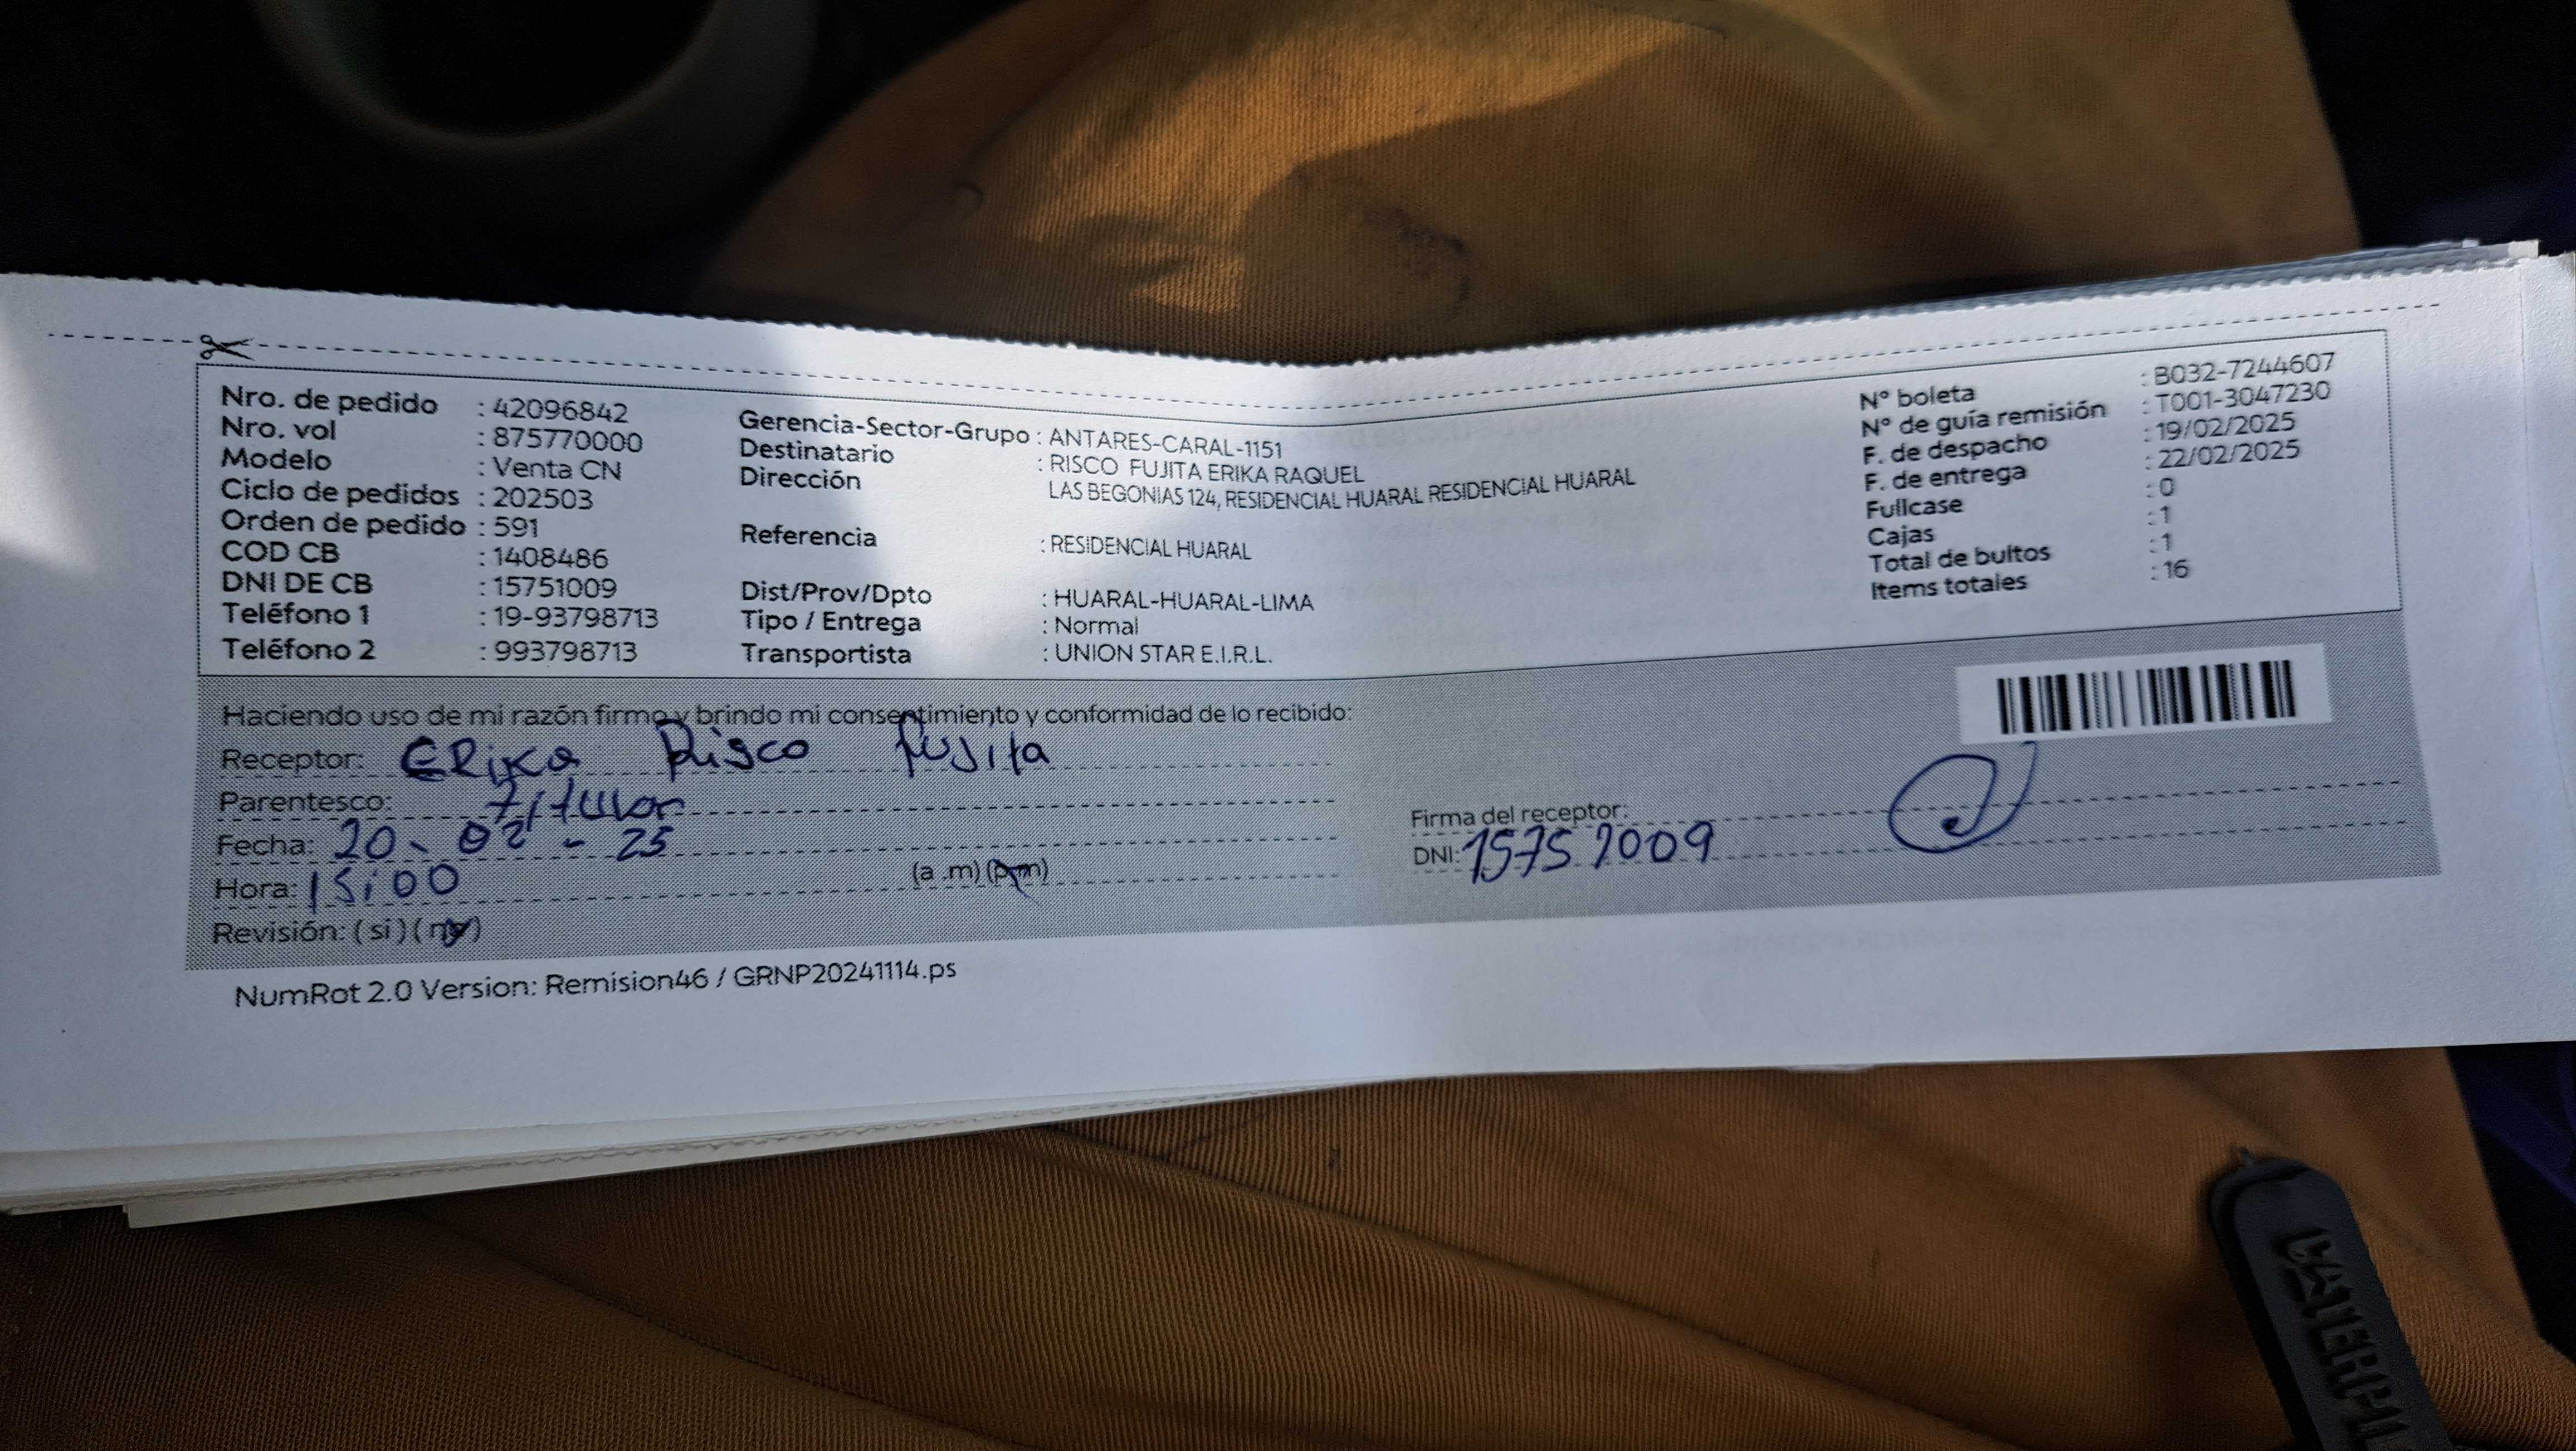 Nro. de pedido : 42096842
Nro. vol : 875770000
Modelo : Venta CN
Ciclo de pedidos : 202503
Orden de pedido : 591
COD CB : 1408486
DNI DE CB : 15751009
Teléfono 1 : 19-93798713
Teléfono 2 : 993798713
Gerencia-Sector-Grupo : ANTARES-CARAL-1151
Destinatario : RISCO FUJITA ERIKA RAQUEL
Dirección LAS BEGONIAS 124, RESIDENCIAL HUARAL RESIDENCIAL HUARAL
Referencia : RESIDENCIAL HUARAL
Dist/Prov/Dpto : HUARAL-HUARAL-LIMA
Tipo / Entrega : Normal
Transportista : UNION STAR E.I.R.L.
N° boleta : B032-7244607
N° de guía remisión : T001-3047230
F. de despacho : 19/02/2025
F. de entrega : 22/02/2025
Fullcase : 0
Cajas : 1
Total de bultos : 1
Items totales : 16
Haciendo uso de mi razón firmo y brindo mi consentimiento y conformidad de lo recibido:
Receptor: Erika Risco Fujita
Parentesco: Titular
Fecha: 20-02-25
Hora: 15:00 (a .m) (p.m)
Revisión: (si) (no)
Firma del receptor:
DNI: 15751009
NumRot 2.0 Version: Remision46 / GRNP20241114.ps